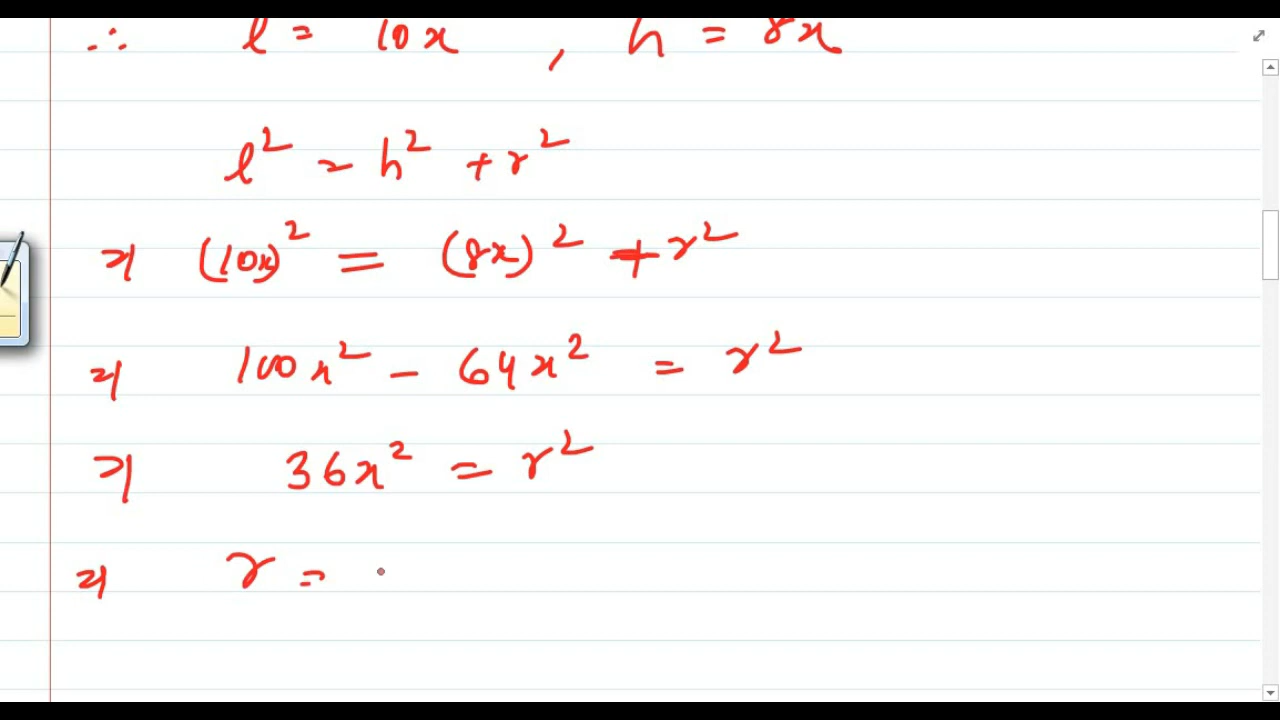 ∴ l = 10x , h = 8x
l² = h² + r²
⇒ (10x)² = (8x)² + r²
⇒ 100x² - 64x² = r²
⇒ 36x² = r²
⇒ r =